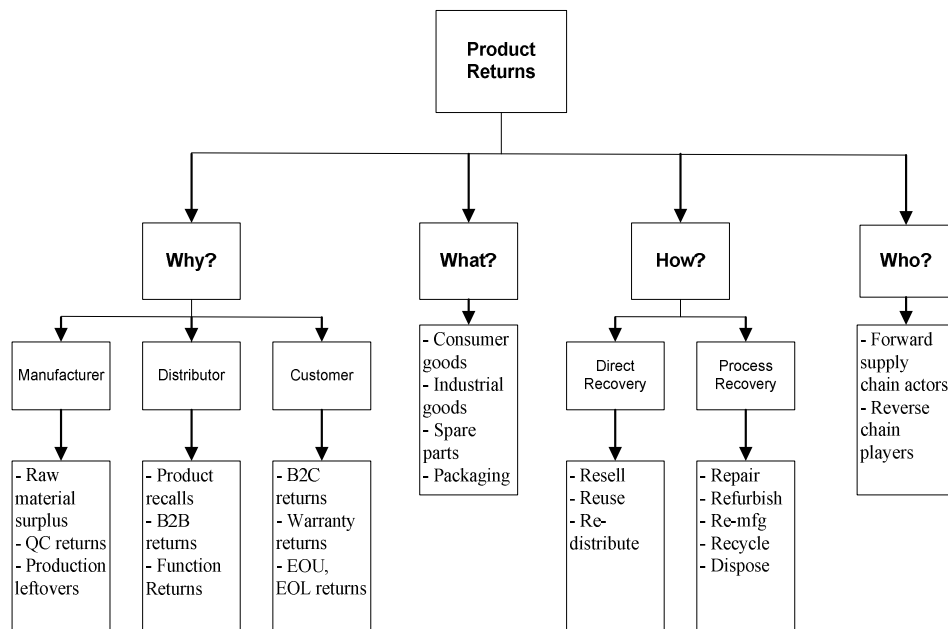 Product
Returns
Why?
What?
How?
Who?
Manufacturer
Distributor
Customer
- Consumer
goods
- Industrial
goods
- Spare
parts
- Packaging
Direct
Recovery
Process
Recovery
- Forward
supply
chain actors
- Reverse
chain
players
- Raw
material
surplus
- QC returns
- Production
leftovers
- Product
recalls
- B2B
returns
- Function
Returns
- B2C
returns
- Warranty
returns
- EOU,
EOL returns
- Resell
- Reuse
- Re-
distribute
- Repair
- Refurbish
- Re-mfg
- Recycle
- Dispose